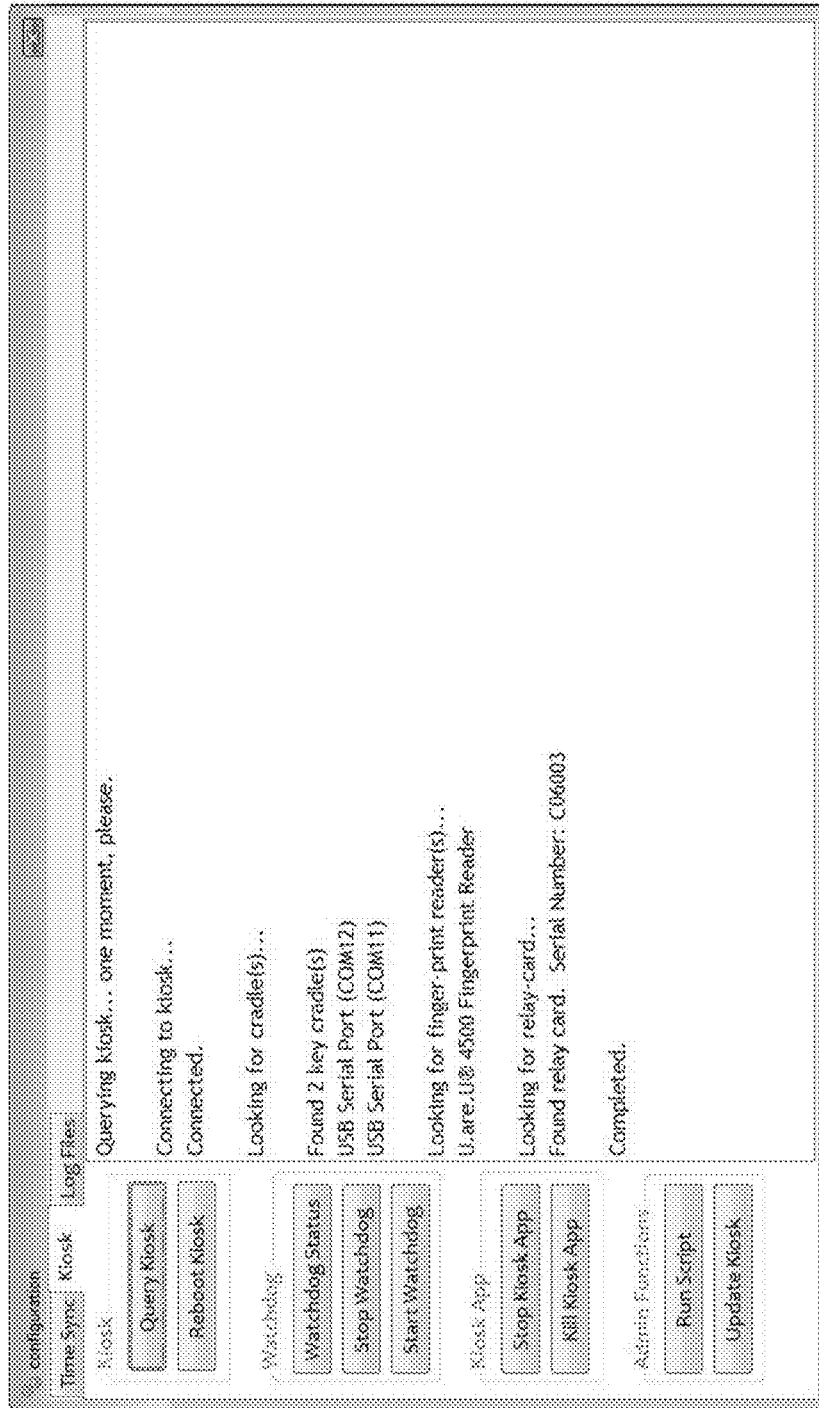 configuration
Time Sync
Kiosk
Log Files
Kiosk
Query Kiosk
Reboot Kiosk
Watchdog
Watchdog Status
Stop Watchdog
Start Watchdog
Kiosk App
Stop Kiosk App
Kill Kiosk App
Admin Functions
Run Script
Update Kiosk
Querying kiosk... one moment, please.
Connecting to kiosk...
Connected.
Looking for cradle(s)...
Found 2 key cradle(s)
USB Serial Port (COM12)
USB Serial Port (COM11)
Looking for finger-print reader(s)...
U.are.U® 4500 Fingerprint Reader
Looking for relay-card...
Found relay card. Serial Number: C06003
Completed.